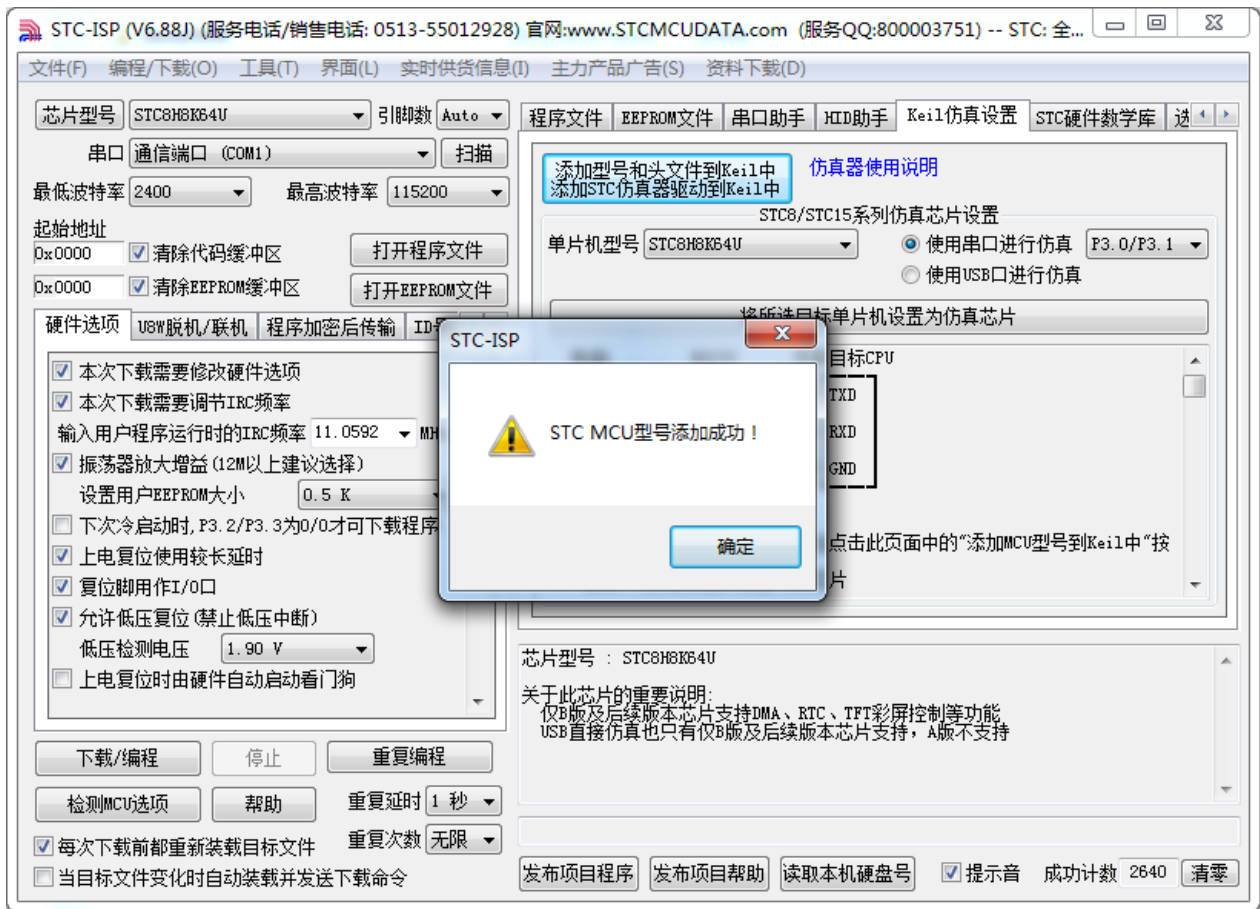 STC-ISP (V6.88J) (服务电话/销售电话: 0513-55012928) 官网:www.STCMCUDATA.com (服务QQ:800003751) -- STC: 全...
文件(F) 编程/下载(O) 工具(T) 界面(L) 实时供货信息(I) 主力产品广告(S) 资料下载(D)
芯片型号 STC8H8K64U 引脚数 Auto
串口 通信端口 (COM1) 扫描
最低波特率 2400 最高波特率 115200
起始地址
0x0000 清除代码缓冲区 打开程序文件
0x0000 清除EEPROM缓冲区 打开EEPROM文件
硬件选项 U8W脱机/联机 程序加密后传输
本次下载需要修改硬件选项
本次下载需要调节IRC频率
输入用户程序运行时的IRC频率 11.0592
振荡器放大增益(12M以上建议选择)
设置用户EEPROM大小 0.5 K
下次冷启动时,P3.2/P3.3为0/0才可下载程序
上电复位使用较长延时
复位脚用作I/O口
允许低压复位(禁止低压中断)
低压检测电压 1.90 V
上电复位时由硬件自动启动看门狗
下载/编程 停止 重复编程
检测MCU选项 帮助 重复延时 1 秒
每次下载前都重新装载目标文件 重复次数 无限
当目标文件变化时自动装载并发送下载命令
程序文件 EEPROM文件 串口助手 HID助手 Keil仿真设置 STC硬件数学库 选
添加型号和头文件到Keil中
添加STC仿真器驱动到Keil中
仿真器使用说明
STC8/STC15系列仿真芯片设置
单片机型号 STC8H8K64U 使用串口进行仿真 P3.0/P3.1
使用USB口进行仿真
将所选目标单片机设置为仿真芯片
目标CPU
TXD
RXD
GND
点击此页面中的"添加MCU型号到Keil中"按
片
STC-ISP
STC MCU型号添加成功！
确定
芯片型号 : STC8H8K64U
关于此芯片的重要说明:
仅B版及后续版本芯片支持DMA、RTC、TFT彩屏控制等功能
USB直接仿真也只有仅B版及后续版本芯片支持，A版不支持
发布项目程序 发布项目帮助 读取本机硬盘号 提示音 成功计数 2640 清零